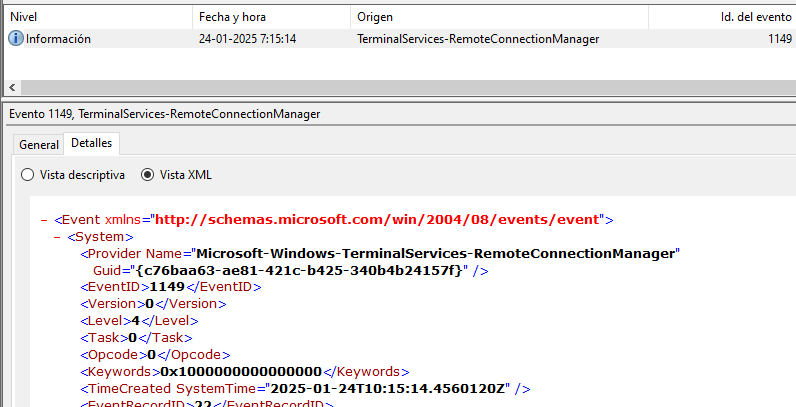 Nivel Fecha y hora Origen Id. del evento
Información 24-01-2025 7:15:14 TerminalServices-RemoteConnectionManager 1149
Evento 1149, TerminalServices-RemoteConnectionManager
General Detalles
Vista descriptiva Vista XML
- <Event xmlns="http://schemas.microsoft.com/win/2004/08/events/event">
- <System>
<Provider Name="Microsoft-Windows-TerminalServices-RemoteConnectionManager"
Guid="{c76baa63-ae81-421c-b425-340b4b24157f}" />
<EventID>1149</EventID>
<Version>0</Version>
<Level>4</Level>
<Task>0</Task>
<Opcode>0</Opcode>
<Keywords>0x1000000000000000</Keywords>
<TimeCreated SystemTime="2025-01-24T10:15:14.4560120Z" />
<EventRecordID>22</EventRecordID>